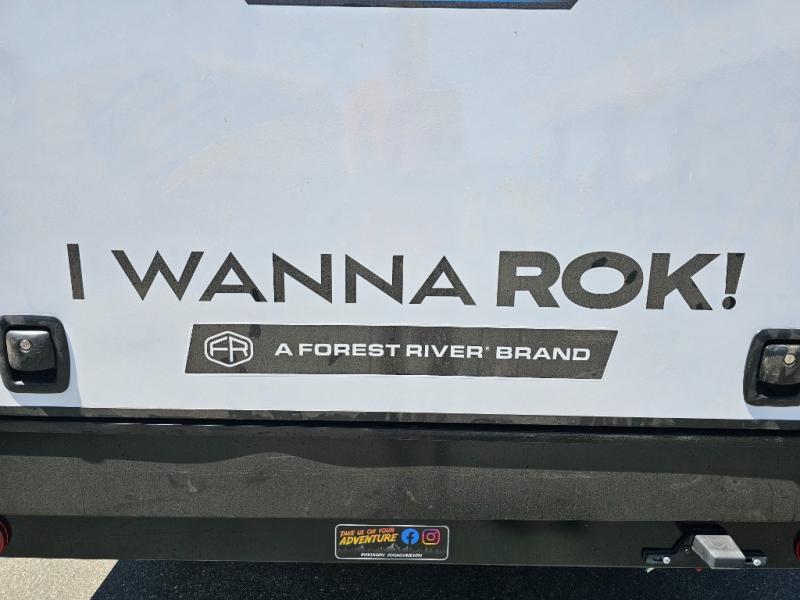 I WANNA ROK!
FR A FOREST RIVER® BRAND
TAKE US ON YOUR
ADVENTURE